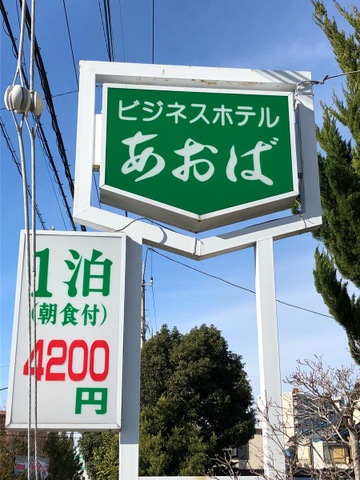 ビジネスホテル
あおば
1泊
(朝食付)
4200
円